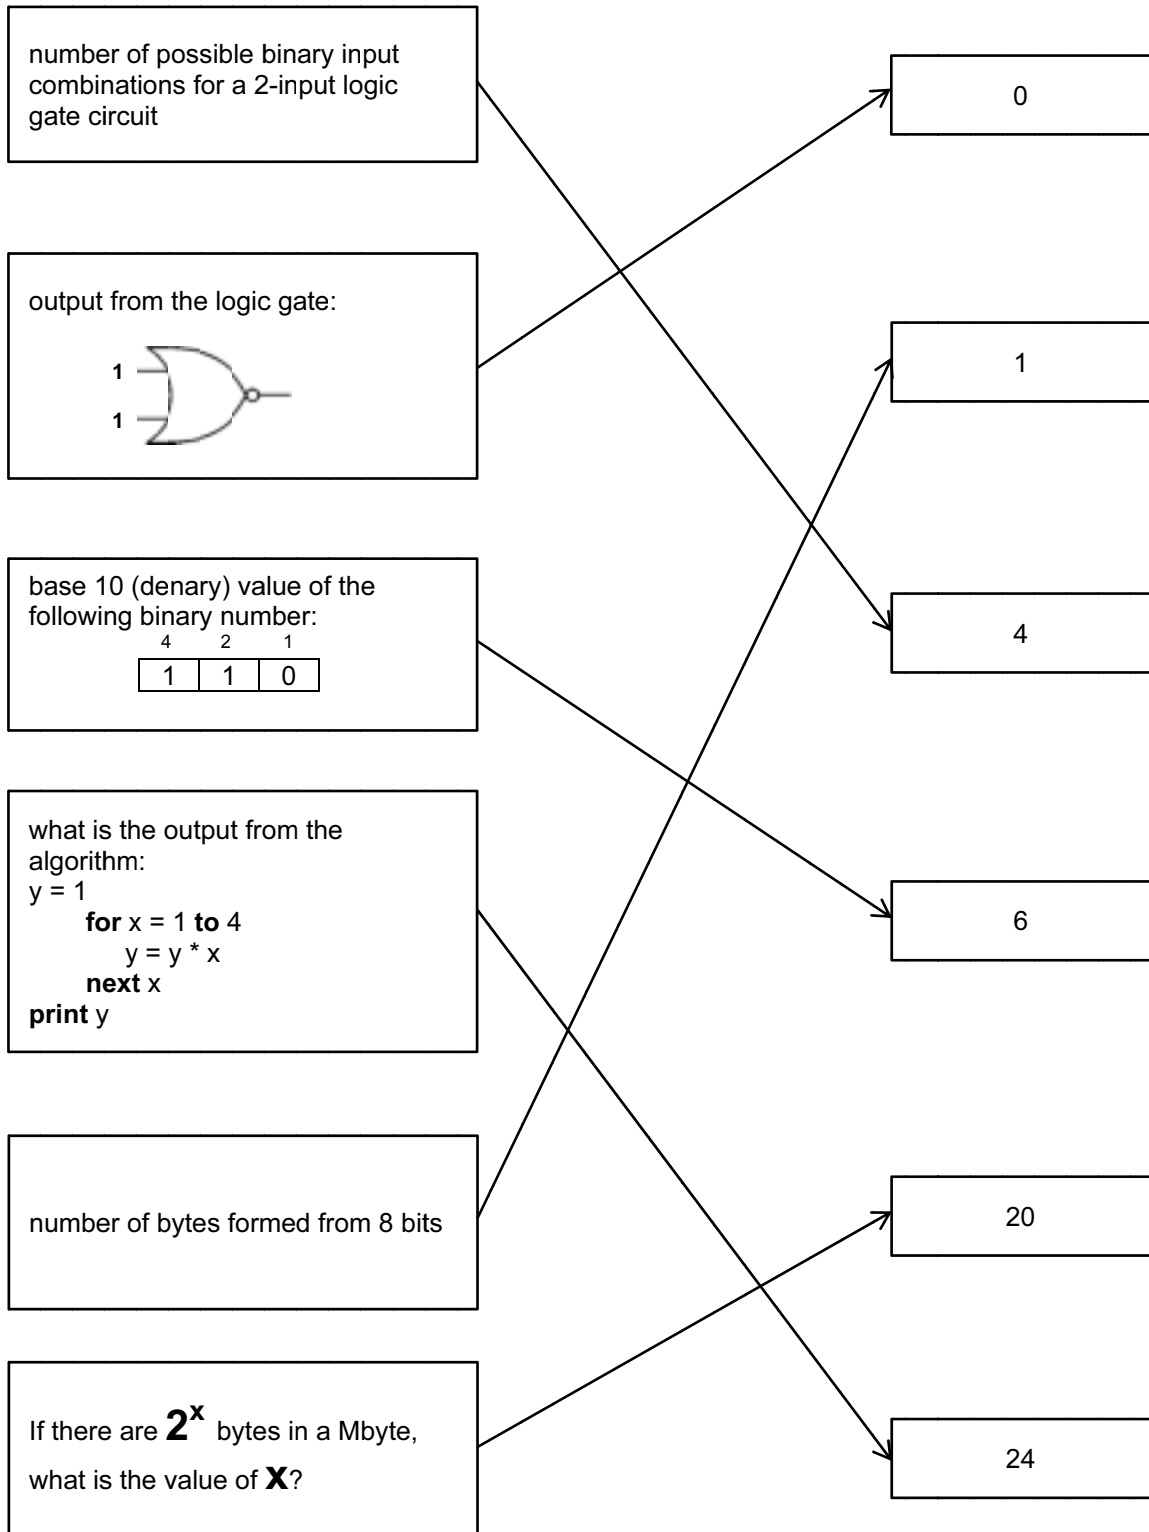 number of possible binary input
combinations for a 2-input logic
gate circuit
0
output from the logic gate:
1
1
1
base 10 (denary) value of the
following binary number:
4 2 1
1 1 0
4
what is the output from the
algorithm:
y = 1
for x = 1 to 4
y = y * x
next x
print y
6
number of bytes formed from 8 bits
20
If there are 2^x bytes in a Mbyte,
what is the value of x?
24